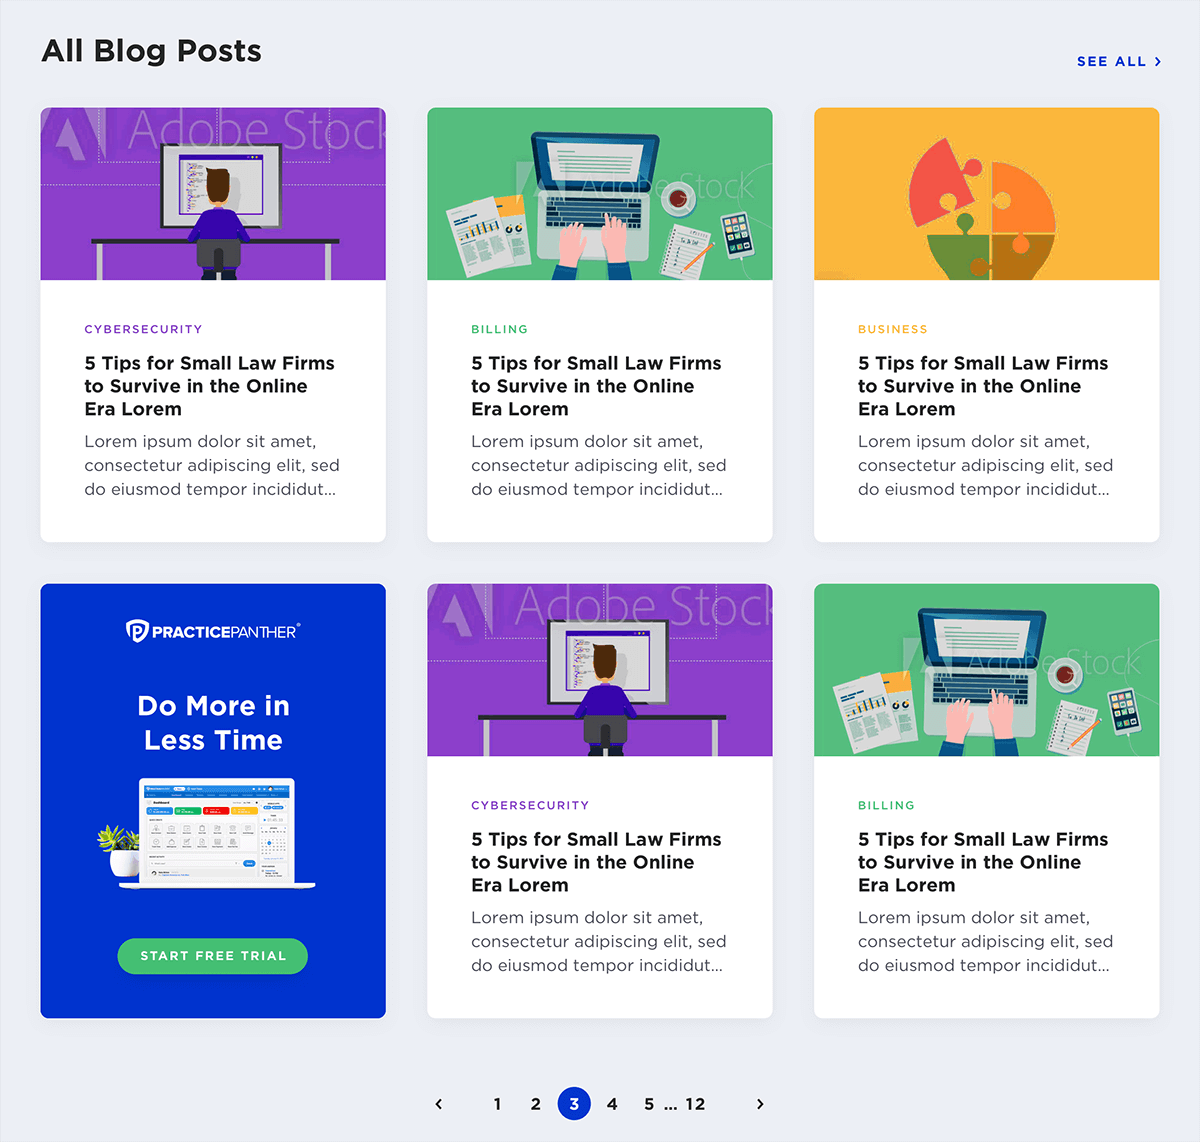 All Blog Posts
SEE ALL >
Adobe Stock
Adobe Stock
CYBERSECURITY
5 Tips for Small Law Firms
to Survive in the Online
Era Lorem
Lorem ipsum dolor sit amet,
consectetur adipiscing elit, sed
do eiusmod tempor incididut...
BILLING
5 Tips for Small Law Firms
to Survive in the Online
Era Lorem
Lorem ipsum dolor sit amet,
consectetur adipiscing elit, sed
do eiusmod tempor incididut...
BUSINESS
5 Tips for Small Law Firms
to Survive in the Online
Era Lorem
Lorem ipsum dolor sit amet,
consectetur adipiscing elit, sed
do eiusmod tempor incididut...
PRACTICEPANTHER®
Do More in
Less Time
Dashboard
START FREE TRIAL
Adobe Stock
CYBERSECURITY
5 Tips for Small Law Firms
to Survive in the Online
Era Lorem
Lorem ipsum dolor sit amet,
consectetur adipiscing elit, sed
do eiusmod tempor incididut...
Adobe Stock
BILLING
5 Tips for Small Law Firms
to Survive in the Online
Era Lorem
Lorem ipsum dolor sit amet,
consectetur adipiscing elit, sed
do eiusmod tempor incididut...
‹ 1 2 3 4 5 ... 12 ›